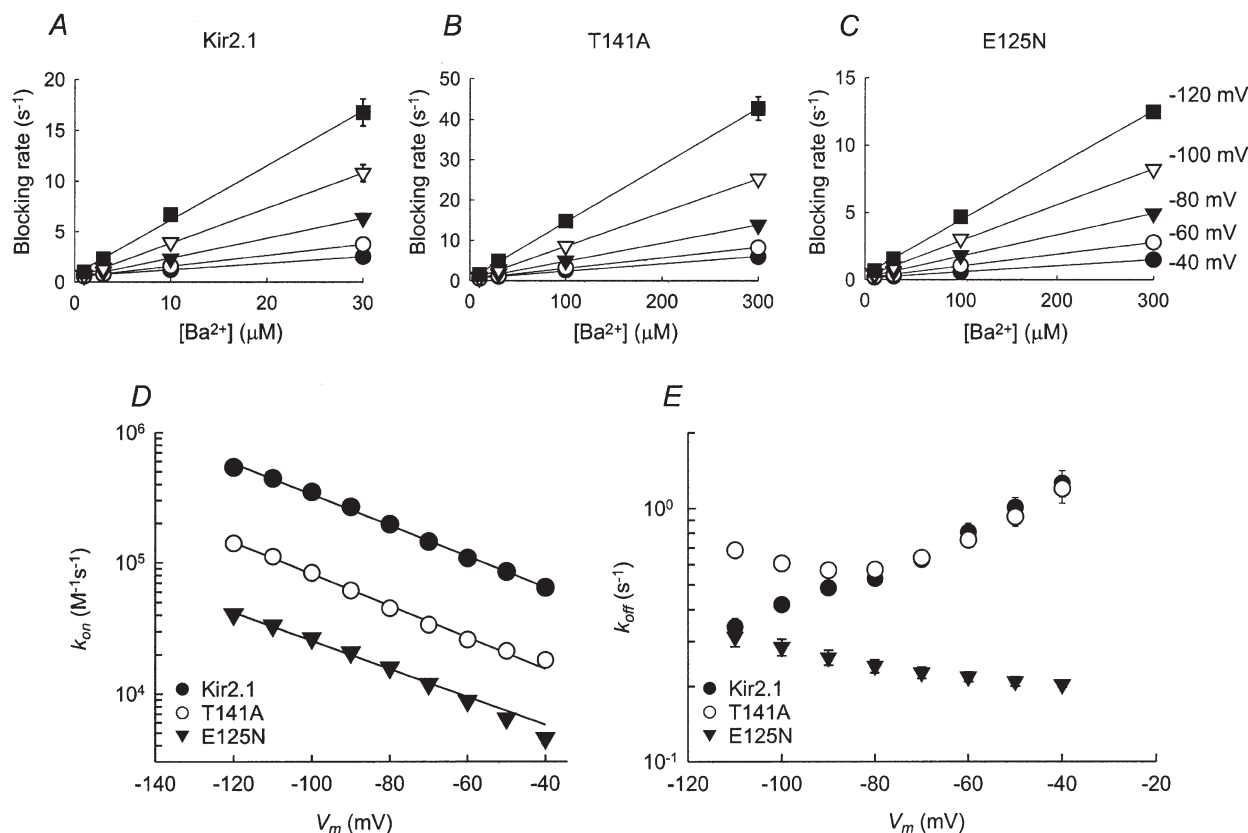 A
Kir2.1
Blocking rate (s⁻¹)
20
15
10
5
0
0
10
20
30
[Ba²⁺] (μM)
B
T141A
Blocking rate (s⁻¹)
50
40
30
20
10
0
0
100
200
300
[Ba²⁺] (μM)
C
E125N
Blocking rate (s⁻¹)
15
10
5
0
0
100
200
300
[Ba²⁺] (μM)
-120 mV
-100 mV
-80 mV
-60 mV
-40 mV
D
kon (M⁻¹s⁻¹)
10⁶
10⁵
10⁴
Kir2.1
T141A
E125N
-140
-120
-100
-80
-60
-40
Vm (mV)
E
koff (s⁻¹)
10⁰
10⁻¹
Kir2.1
T141A
E125N
-120
-100
-80
-60
-40
-20
Vm (mV)